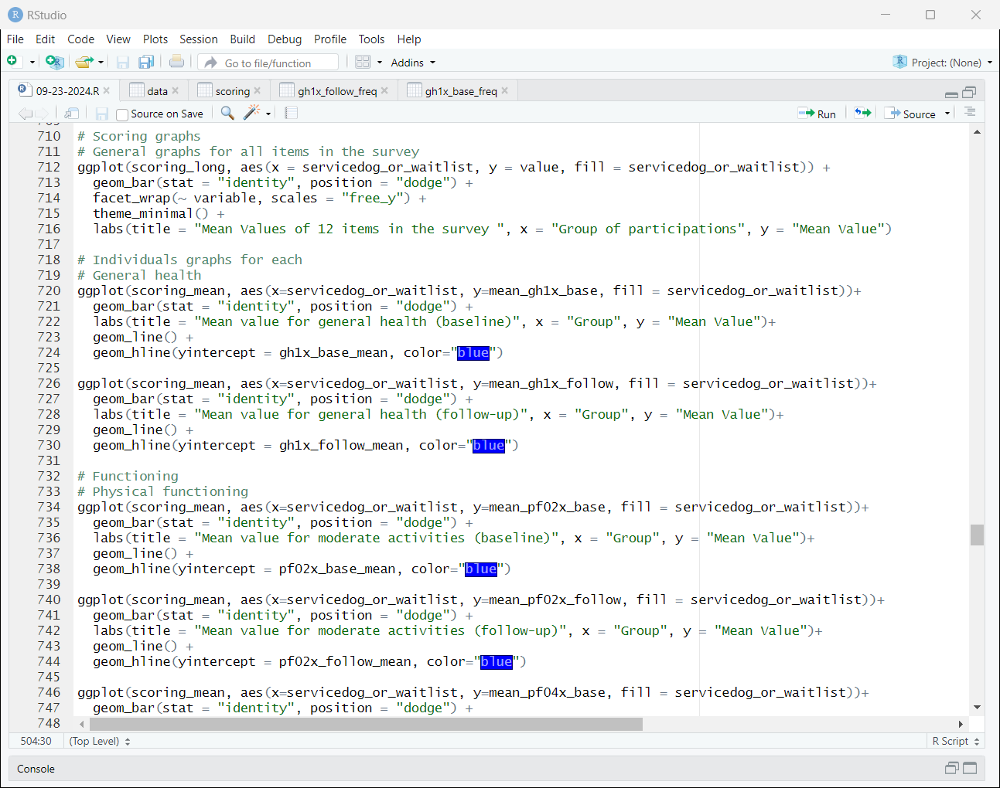 RStudio
File Edit Code View Plots Session Build Debug Profile Tools Help
Go to file/function Addins Project: (None)
09-23-2024.R data scoring gh1x_follow_freq gh1x_base_freq
Source on Save Run Source
710 # Scoring graphs
711 # General graphs for all items in the survey
712 ggplot(scoring_long, aes(x = servicedog_or_waitlist, y = value, fill = servicedog_or_waitlist)) +
713   geom_bar(stat = "identity", position = "dodge") +
714   facet_wrap(~ variable, scales = "free_y") +
715   theme_minimal() +
716   labs(title = "Mean Values of 12 items in the survey ", x = "Group of participations", y = "Mean Value")
717
718 # Individuals graphs for each
719 # General health
720 ggplot(scoring_mean, aes(x=servicedog_or_waitlist, y=mean_gh1x_base, fill = servicedog_or_waitlist))+
721   geom_bar(stat = "identity", position = "dodge") +
722   labs(title = "Mean value for general health (baseline)", x = "Group", y = "Mean Value")+
723   geom_line() +
724   geom_hline(yintercept = gh1x_base_mean, color="blue")
725
726 ggplot(scoring_mean, aes(x=servicedog_or_waitlist, y=mean_gh1x_follow, fill = servicedog_or_waitlist))+
727   geom_bar(stat = "identity", position = "dodge") +
728   labs(title = "Mean value for general health (follow-up)", x = "Group", y = "Mean Value")+
729   geom_line() +
730   geom_hline(yintercept = gh1x_follow_mean, color="blue")
731
732 # Functioning
733 # Physical functioning
734 ggplot(scoring_mean, aes(x=servicedog_or_waitlist, y=mean_pf02x_base, fill = servicedog_or_waitlist))+
735   geom_bar(stat = "identity", position = "dodge") +
736   labs(title = "Mean value for moderate activities (baseline)", x = "Group", y = "Mean Value")+
737   geom_line() +
738   geom_hline(yintercept = pf02x_base_mean, color="blue")
739
740 ggplot(scoring_mean, aes(x=servicedog_or_waitlist, y=mean_pf02x_follow, fill = servicedog_or_waitlist))+
741   geom_bar(stat = "identity", position = "dodge") +
742   labs(title = "Mean value for moderate activities (follow-up)", x = "Group", y = "Mean Value")+
743   geom_line() +
744   geom_hline(yintercept = pf02x_follow_mean, color="blue")
745
746 ggplot(scoring_mean, aes(x=servicedog_or_waitlist, y=mean_pf04x_base, fill = servicedog_or_waitlist))+
747   geom_bar(stat = "identity", position = "dodge") +
748
504:30 (Top Level) R Script
Console